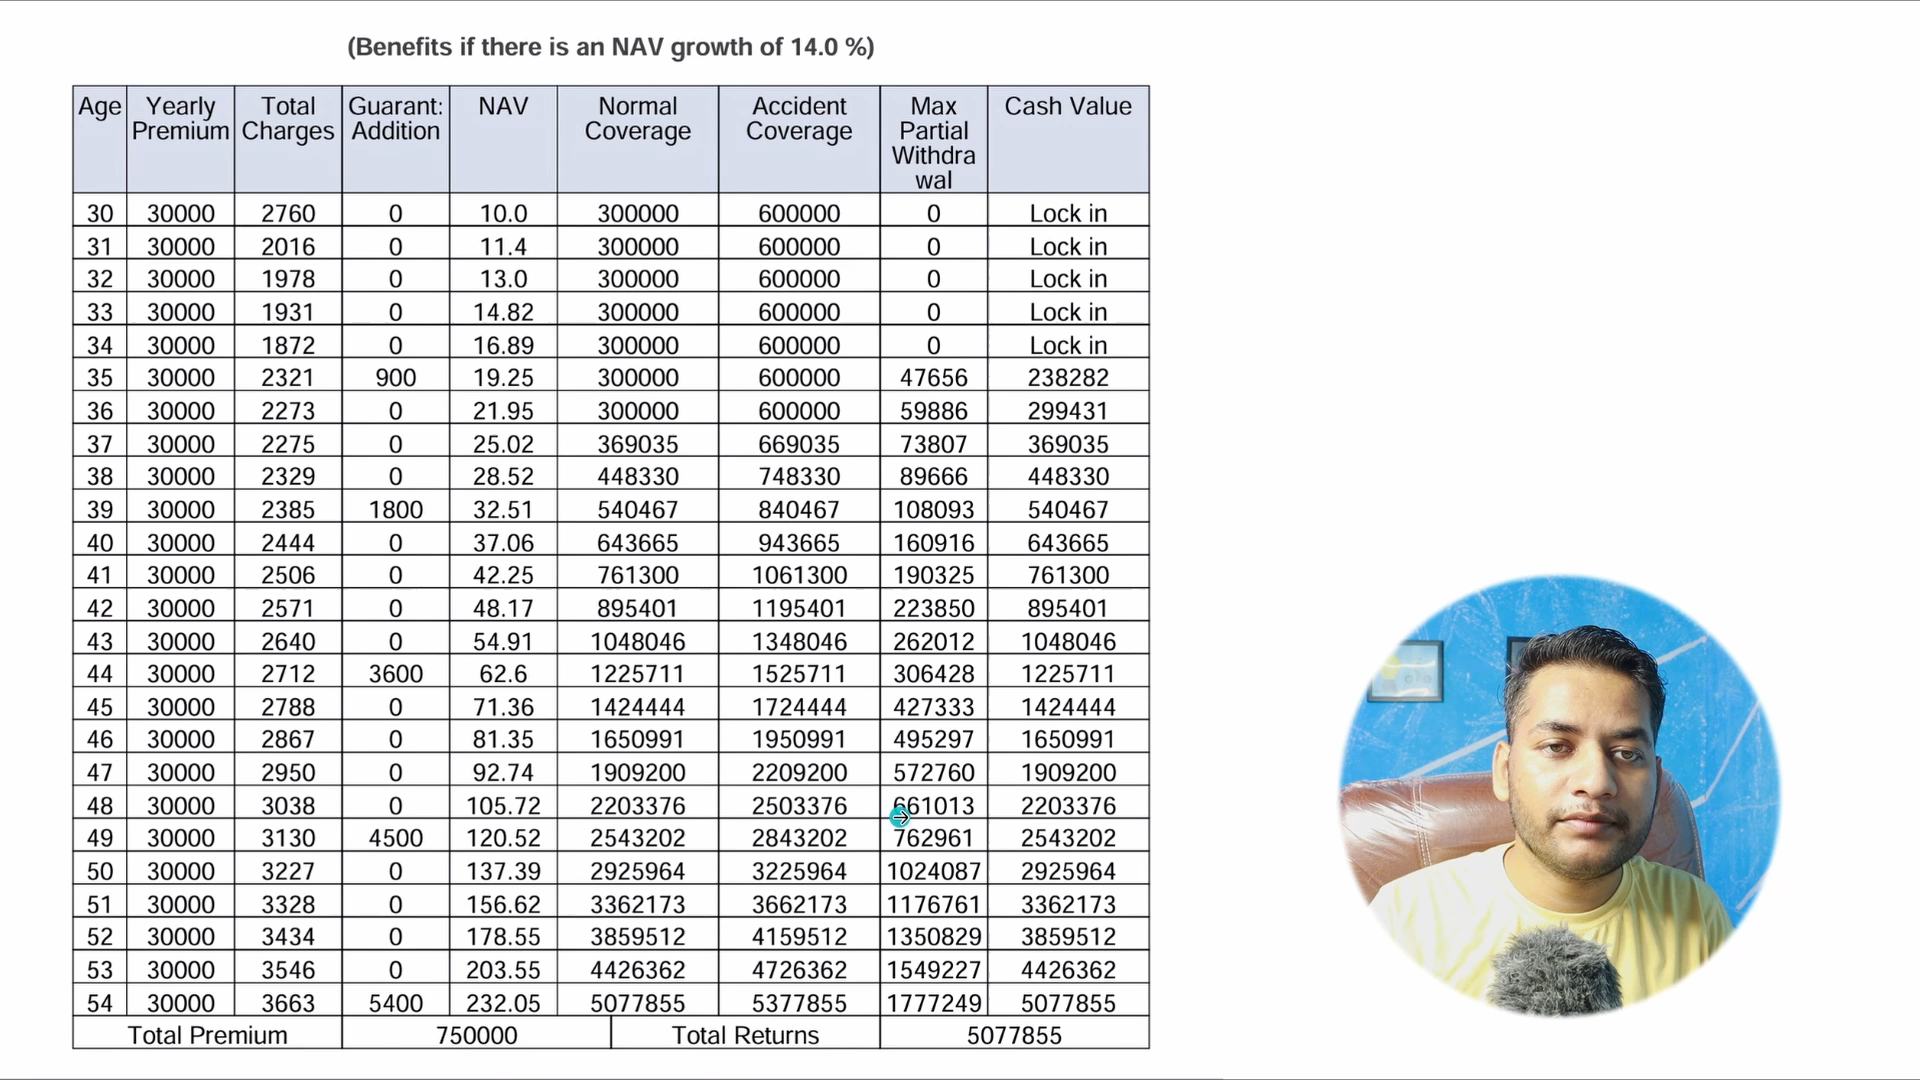 (Benefits if there is an NAV growth of 14.0 %)
Age Yearly Premium Total Charges Guarant: Addition NAV Normal Coverage Accident Coverage Max Partial Withdra wal Cash Value
30 30000 2760 0 10.0 300000 600000 0 Lock in
31 30000 2016 0 11.4 300000 600000 0 Lock in
32 30000 1978 0 13.0 300000 600000 0 Lock in
33 30000 1931 0 14.82 300000 600000 0 Lock in
34 30000 1872 0 16.89 300000 600000 0 Lock in
35 30000 2321 900 19.25 300000 600000 47656 238282
36 30000 2273 0 21.95 300000 600000 59886 299431
37 30000 2275 0 25.02 369035 669035 73807 369035
38 30000 2329 0 28.52 448330 748330 89666 448330
39 30000 2385 1800 32.51 540467 840467 108093 540467
40 30000 2444 0 37.06 643665 943665 160916 643665
41 30000 2506 0 42.25 761300 1061300 190325 761300
42 30000 2571 0 48.17 895401 1195401 223850 895401
43 30000 2640 0 54.91 1048046 1348046 262012 1048046
44 30000 2712 3600 62.6 1225711 1525711 306428 1225711
45 30000 2788 0 71.36 1424444 1724444 427333 1424444
46 30000 2867 0 81.35 1650991 1950991 495297 1650991
47 30000 2950 0 92.74 1909200 2209200 572760 1909200
48 30000 3038 0 105.72 2203376 2503376 661013 2203376
49 30000 3130 4500 120.52 2543202 2843202 762961 2543202
50 30000 3227 0 137.39 2925964 3225964 1024087 2925964
51 30000 3328 0 156.62 3362173 3662173 1176761 3362173
52 30000 3434 0 178.55 3859512 4159512 1350829 3859512
53 30000 3546 0 203.55 4426362 4726362 1549227 4426362
54 30000 3663 5400 232.05 5077855 5377855 1777249 5077855
Total Premium 750000 Total Returns 5077855